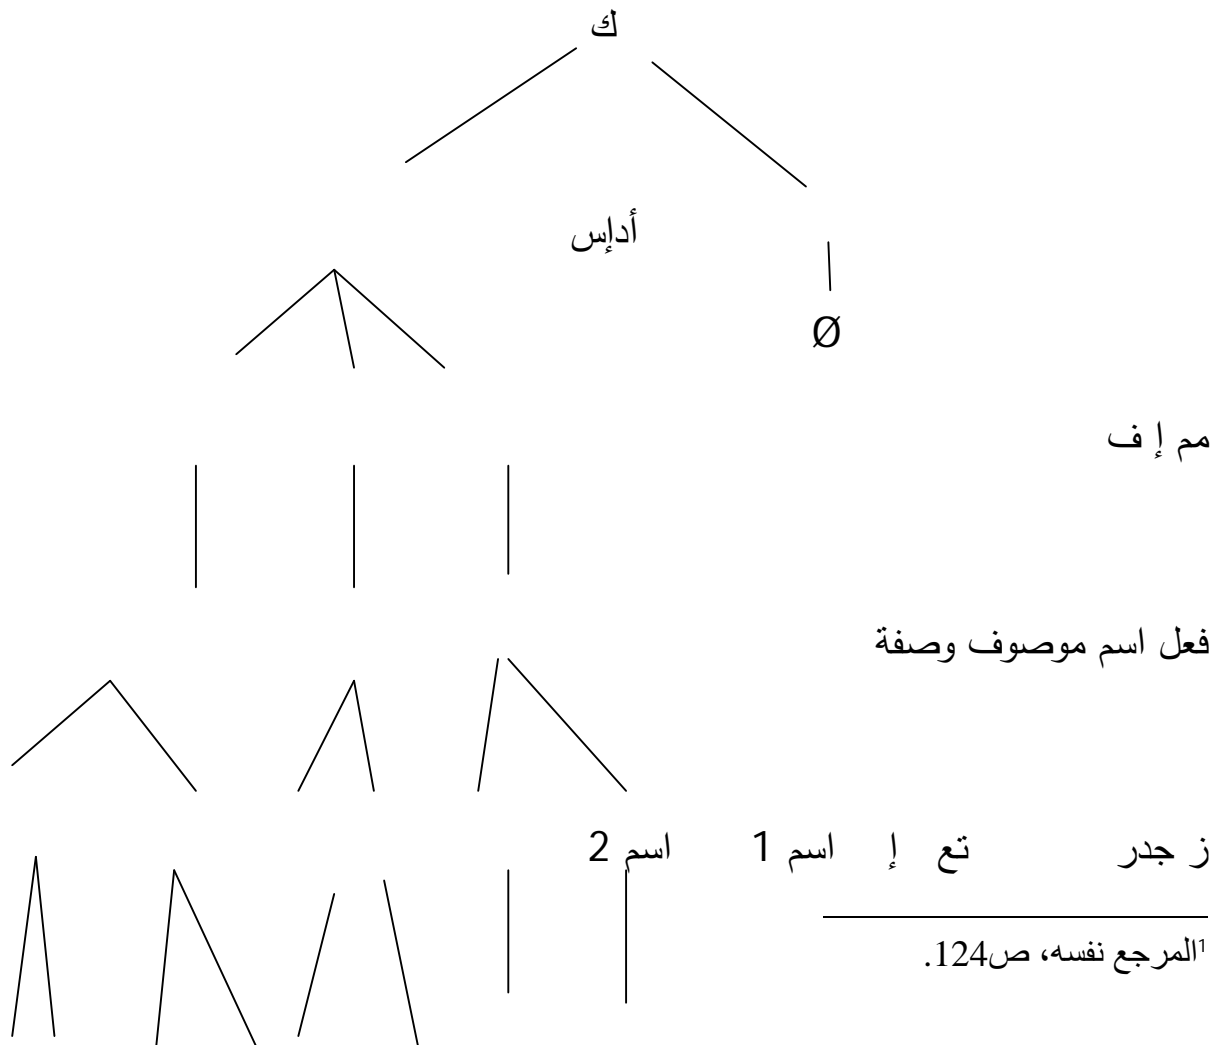 ك
أدإس
Ø
مم إ ف
فعل اسم موصوف وصفة
ز جدر تع إ اسم 1 اسم 2
1المرجع نفسه، ص124.